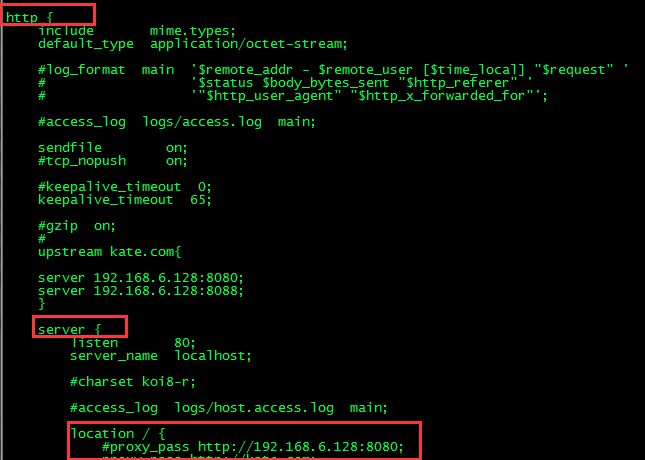 http {
include       mime.types;
default_type  application/octet-stream;
#log_format  main  '$remote_addr - $remote_user [$time_local] "$request" '
#                  '$status $body_bytes_sent "$http_referer" '
#                  '"$http_user_agent" "$http_x_forwarded_for"';
#access_log  logs/access.log  main;
sendfile        on;
#tcp_nopush     on;
#keepalive_timeout  0;
keepalive_timeout  65;
#gzip  on;
#
upstream kate.com{
server 192.168.6.128:8080;
server 192.168.6.128:8088;
}
server {
listen       80;
server_name  localhost;
#charset koi8-r;
#access_log  logs/host.access.log  main;
location / {
#proxy_pass http://192.168.6.128:8080;